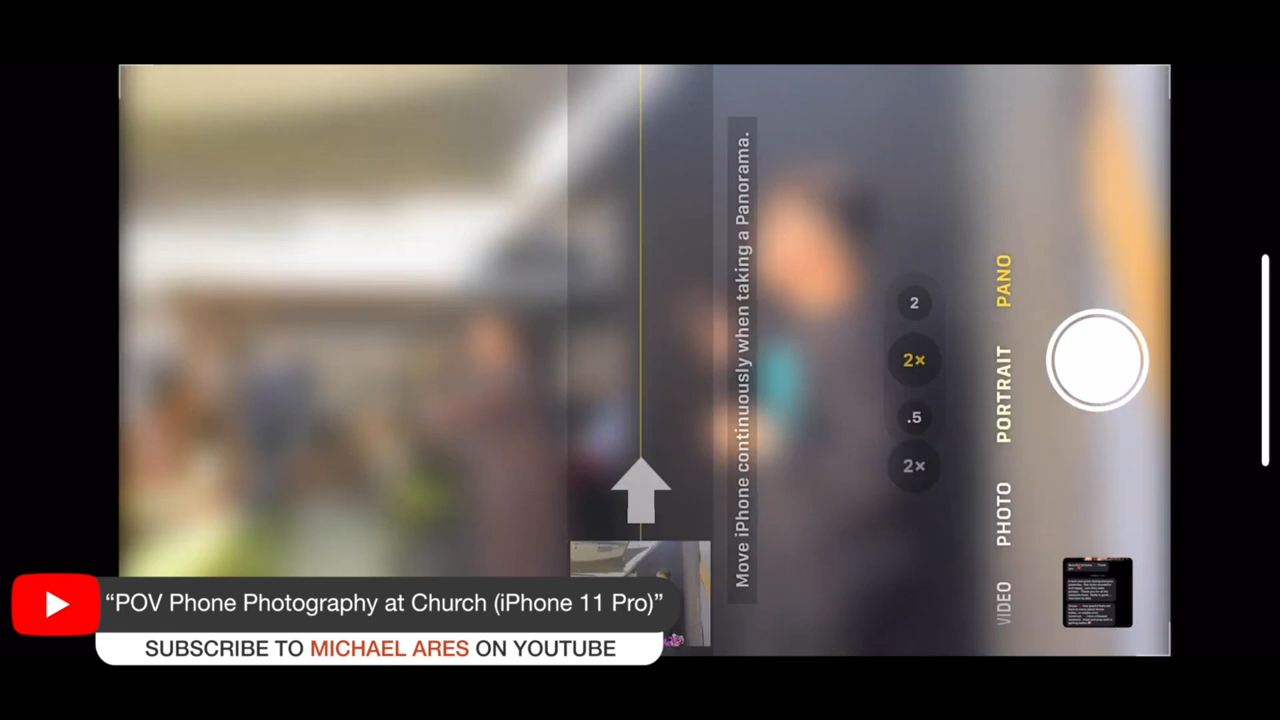 Move iPhone continuously when taking a Panorama.
2
2×
.5
2×
PANO
PORTRAIT
PHOTO
VIDEO
“POV Phone Photography at Church (iPhone 11 Pro)”
SUBSCRIBE TO MICHAEL ARES ON YOUTUBE